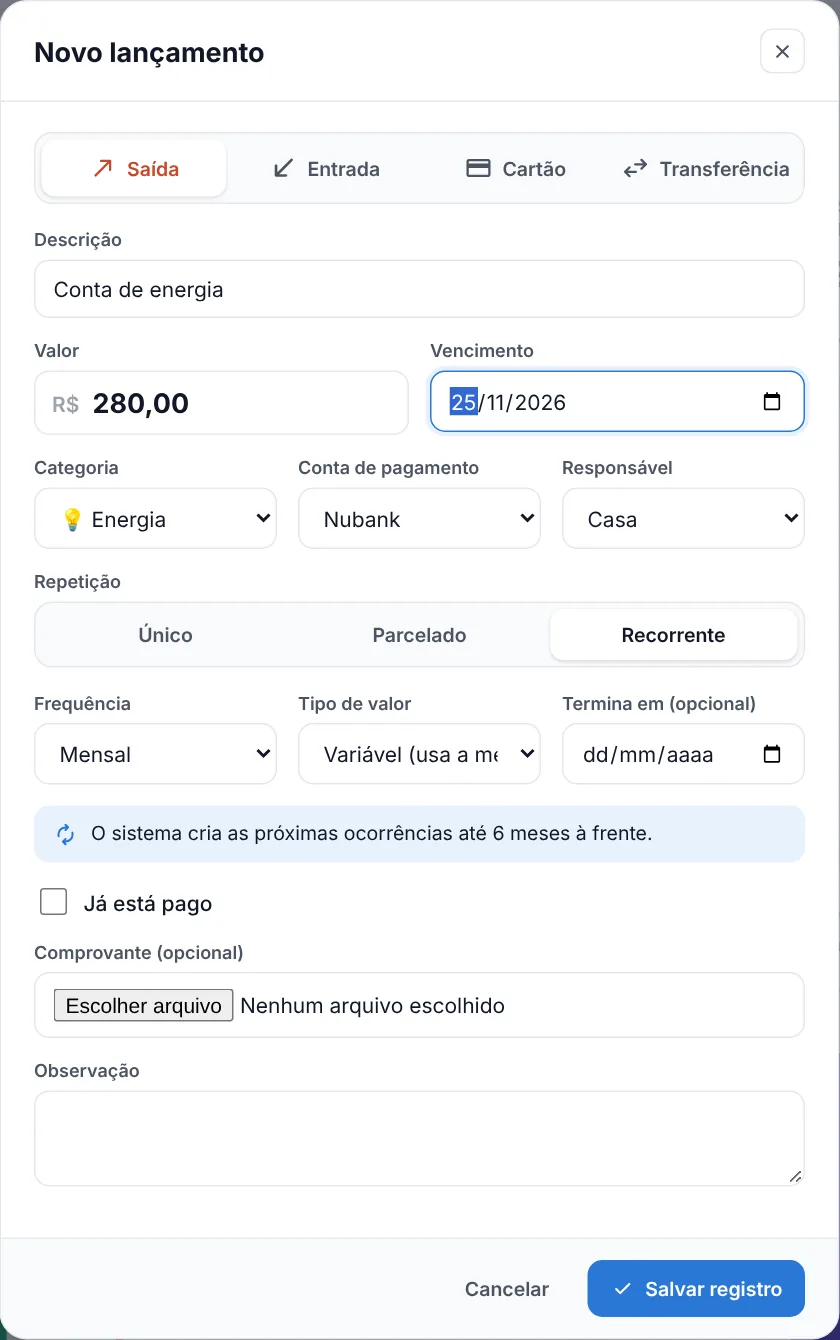 Novo lançamento
Saída Entrada Cartão Transferência
Descrição
Conta de energia
Valor Vencimento
R$ 280,00 25/11/2026
Categoria Conta de pagamento Responsável
Energia Nubank Casa
Repetição
Único Parcelado Recorrente
Frequência Tipo de valor Termina em (opcional)
Mensal Variável (usa a mé dd/mm/aaaa
O sistema cria as próximas ocorrências até 6 meses à frente.
Já está pago
Comprovante (opcional)
Escolher arquivo Nenhum arquivo escolhido
Observação
Cancelar Salvar registro